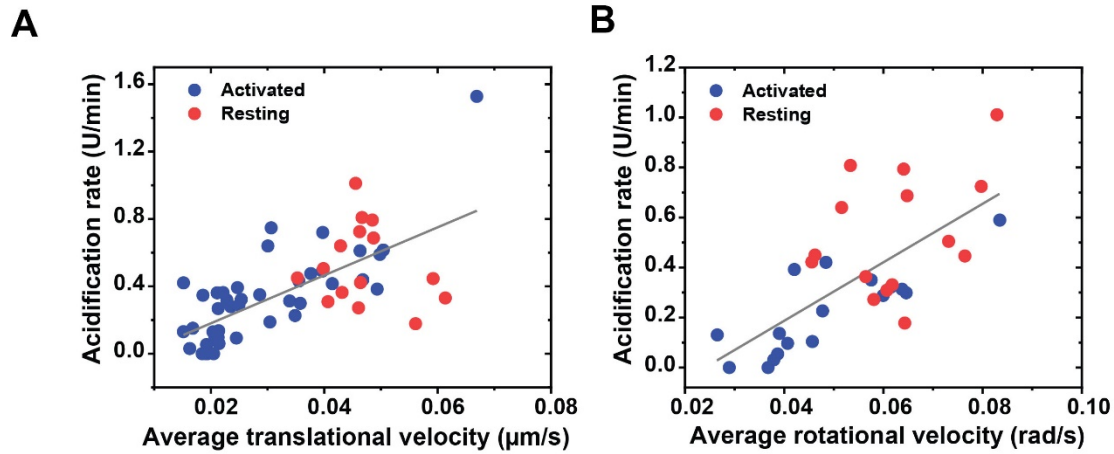 A
Acidification rate (U/min)
1.6
1.2
0.8
0.4
0.0
Activated
Resting
0.02
0.04
0.06
0.08
Average translational velocity (μm/s)
B
Acidification rate (U/min)
1.2
1.0
0.8
0.6
0.4
0.2
0.0
Activated
Resting
0.02
0.04
0.06
0.08
0.10
Average rotational velocity (rad/s)